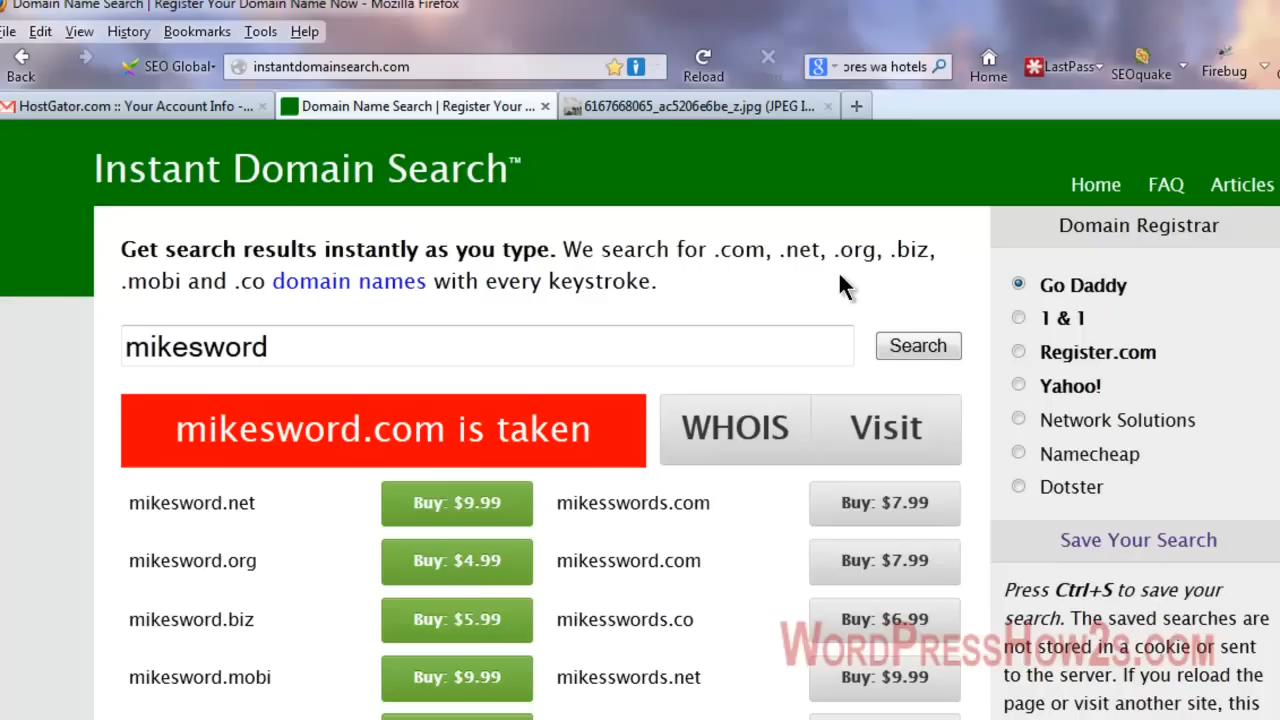 Domain Name Search | Register Your Domain Name Now - Mozilla Firefox
File Edit View History Bookmarks Tools Help
Back
SEO Global
instantdomainsearch.com
Reload
ores wa hotels
Home
LastPass
SEOquake
Firebug
HostGator.com :: Your Account Info -...
Domain Name Search | Register Your ...
6167668065_ac5206e6be_z.jpg (JPEG I...
Instant Domain Search™
Home FAQ Articles
Get search results instantly as you type. We search for .com, .net, .org, .biz,
.mobi and .co domain names with every keystroke.
mikesword
Search
mikesword.com is taken
WHOIS
Visit
mikesword.net Buy: $9.99 mikesswords.com Buy: $7.99
mikesword.org Buy: $4.99 mikessword.com Buy: $7.99
mikesword.biz Buy: $5.99 mikesswords.co Buy: $6.99
mikesword.mobi Buy: $9.99 mikesswords.net Buy: $9.99
Domain Registrar
Go Daddy
1 & 1
Register.com
Yahoo!
Network Solutions
Namecheap
Dotster
Save Your Search
Press Ctrl+S to save your
search. The saved searches are
not stored in a cookie or sent
to the server. If you reload the
page or visit another site, this
WordPressHow2s.com